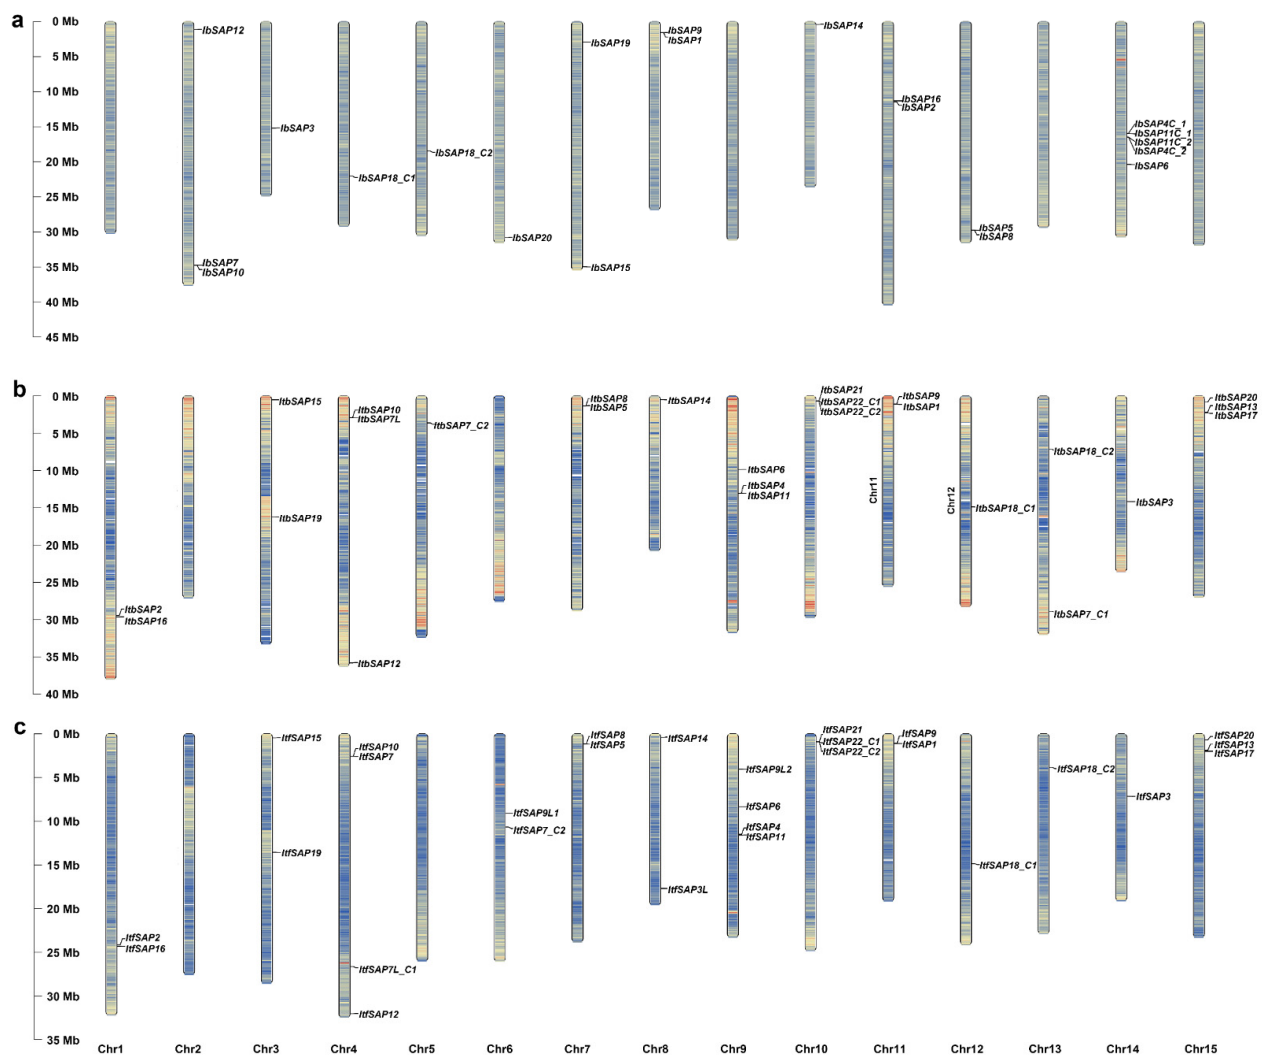 a
0 Mb
5 Mb
10 Mb
15 Mb
20 Mb
25 Mb
30 Mb
35 Mb
40 Mb
45 Mb
IbSAP12
IbSAP7
IbSAP10
IbSAP3
IbSAP18_C1
IbSAP18_C2
IbSAP20
IbSAP19
IbSAP15
IbSAP9
IbSAP1
IbSAP14
IbSAP16
IbSAP2
IbSAP5
IbSAP8
IbSAP4C_1
IbSAP11C_1
IbSAP11C_2
IbSAP4C_2
IbSAP6
b
0 Mb
5 Mb
10 Mb
15 Mb
20 Mb
25 Mb
30 Mb
35 Mb
40 Mb
ItbSAP2
ItbSAP16
ItbSAP15
ItbSAP19
ItbSAP10
ItbSAP7L
ItbSAP12
ItbSAP7_C2
ItbSAP8
ItbSAP5
ItbSAP14
ItbSAP6
ItbSAP4
ItbSAP11
ItbSAP21
ItbSAP22_C1
ItbSAP22_C2
Chr11
ItbSAP9
ItbSAP1
Chr12
ItbSAP18_C1
ItbSAP18_C2
ItbSAP7_C1
ItbSAP3
ItbSAP20
ItbSAP13
ItbSAP17
c
0 Mb
5 Mb
10 Mb
15 Mb
20 Mb
25 Mb
30 Mb
35 Mb
ItfSAP2
ItfSAP16
ItfSAP15
ItfSAP19
ItfSAP10
ItfSAP7
ItfSAP7L_C1
ItfSAP12
ItfSAP9L1
ItfSAP7_C2
ItfSAP8
ItfSAP5
ItfSAP14
ItfSAP3L
ItfSAP9L2
ItfSAP6
ItfSAP4
ItfSAP11
ItfSAP21
ItfSAP22_C1
ItfSAP22_C2
ItfSAP9
ItfSAP1
ItfSAP18_C1
ItfSAP18_C2
ItfSAP3
ItfSAP20
ItfSAP13
ItfSAP17
Chr1 Chr2 Chr3 Chr4 Chr5 Chr6 Chr7 Chr8 Chr9 Chr10 Chr11 Chr12 Chr13 Chr14 Chr15